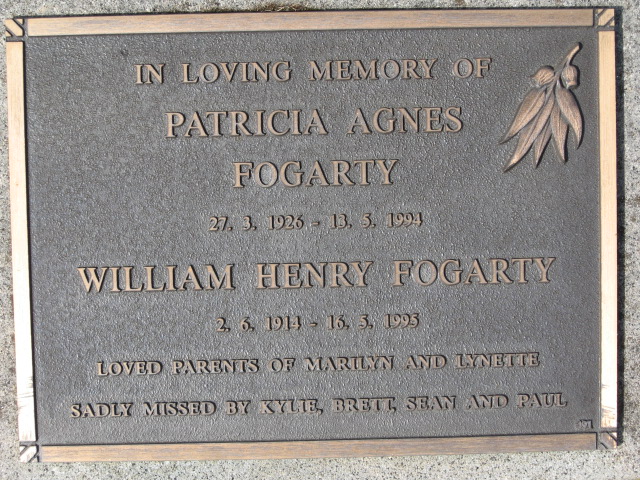 IN LOVING MEMORY OF
PATRICIA AGNES
FOGARTY
27. 3. 1926 - 13. 5. 1994
WILLIAM HENRY FOGARTY
2. 6. 1914 - 16. 5. 1995
LOVED PARENTS OF MARILYN AND LYNETTE
SADLY MISSED BY KYLIE, BRETT, SEAN AND PAUL